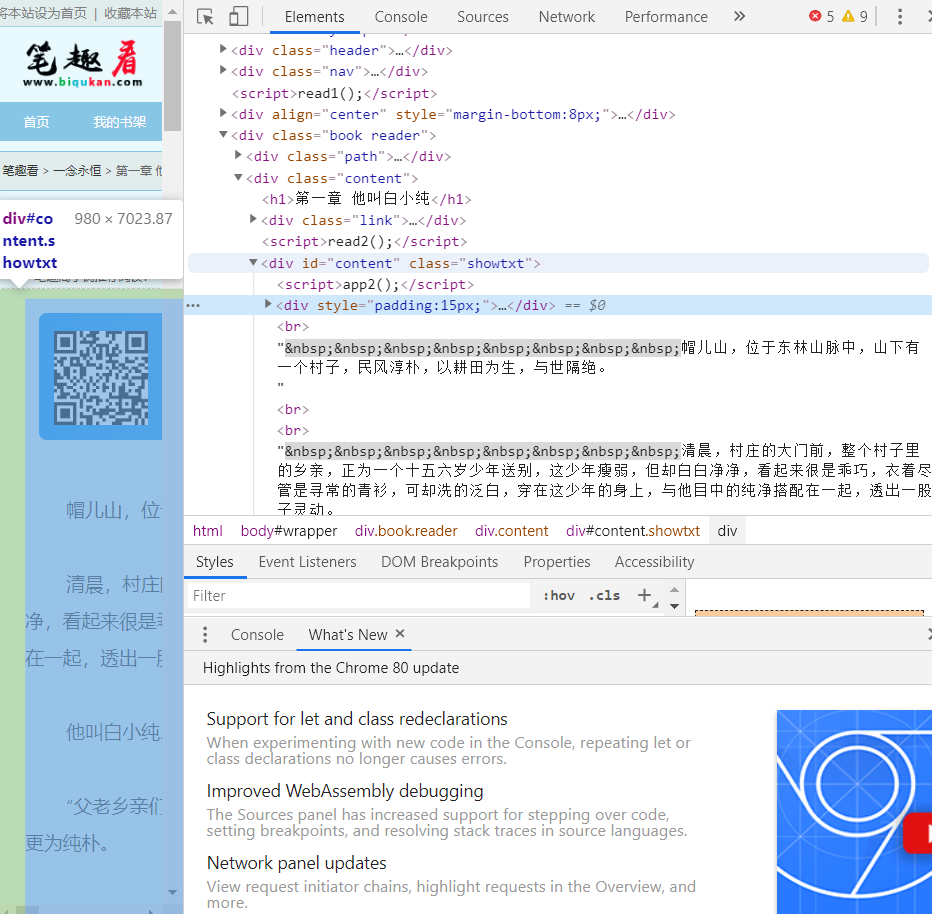 将本站设为首页 | 收藏本站
笔趣看
www.biqukan.com
首页 我的书架
笔趣看 > 一念永恒 > 第一章 他
div#co
ntent.s
howtxt
980 × 7023.87
帽儿山，位
清晨，村庄
净，看起来很是
在一起，透出一股
他叫白小纯
“父老乡亲们
更为纯朴。
Elements Console Sources Network Performance » 5 9
<div class="header">…</div>
<div class="nav">…</div>
<script>read1();</script>
<div align="center" style="margin-bottom:8px;">…</div>
<div class="book reader">
<div class="path">…</div>
<div class="content">
<h1>第一章 他叫白小纯</h1>
<div class="link">…</div>
<script>read2();</script>
<div id="content" class="showtxt">
<script>app2();</script>
<div style="padding:15px;">…</div> == $0
<br>
"&nbsp;&nbsp;&nbsp;&nbsp;&nbsp;&nbsp;&nbsp;&nbsp;帽儿山，位于东林山脉中，山下有
一个村子，民风淳朴，以耕田为生，与世隔绝。
"
<br>
<br>
"&nbsp;&nbsp;&nbsp;&nbsp;&nbsp;&nbsp;&nbsp;&nbsp;清晨，村庄的大门前，整个村子里
的乡亲，正为一个十五六岁少年送别，这少年瘦弱，但却白白净净，看起来很是乖巧，衣着尽
管是寻常的青衫，可却洗的泛白，穿在这少年的身上，与他目中的纯净搭配在一起，透出一股
子灵动。
html body#wrapper div.book.reader div.content div#content.showtxt div
Styles Event Listeners DOM Breakpoints Properties Accessibility
Filter :hov .cls +
Console What's New ×
Highlights from the Chrome 80 update
Support for let and class redeclarations
When experimenting with new code in the Console, repeating let or
class declarations no longer causes errors.
Improved WebAssembly debugging
The Sources panel has increased support for stepping over code,
setting breakpoints, and resolving stack traces in source languages.
Network panel updates
View request initiator chains, highlight requests in the Overview, and
more.